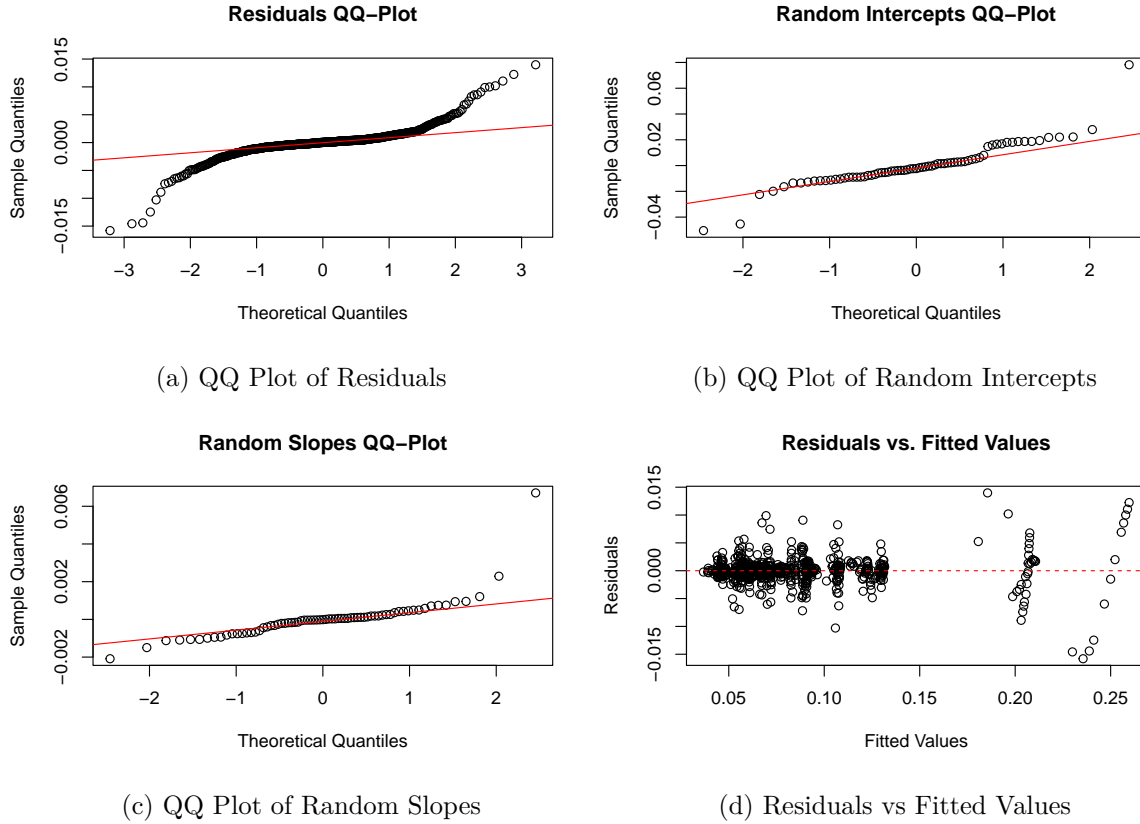 Residuals QQ−Plot
Sample Quantiles
0.015
0.000
−0.015
−3 −2 −1 0 1 2 3
Theoretical Quantiles
(a) QQ Plot of Residuals
Random Intercepts QQ−Plot
Sample Quantiles
0.06
0.02
−0.04
−2 −1 0 1 2
Theoretical Quantiles
(b) QQ Plot of Random Intercepts
Random Slopes QQ−Plot
Sample Quantiles
0.006
0.002
−0.002
−2 −1 0 1 2
Theoretical Quantiles
(c) QQ Plot of Random Slopes
Residuals vs. Fitted Values
Residuals
0.015
0.000
−0.015
0.05 0.10 0.15 0.20 0.25
Fitted Values
(d) Residuals vs Fitted Values